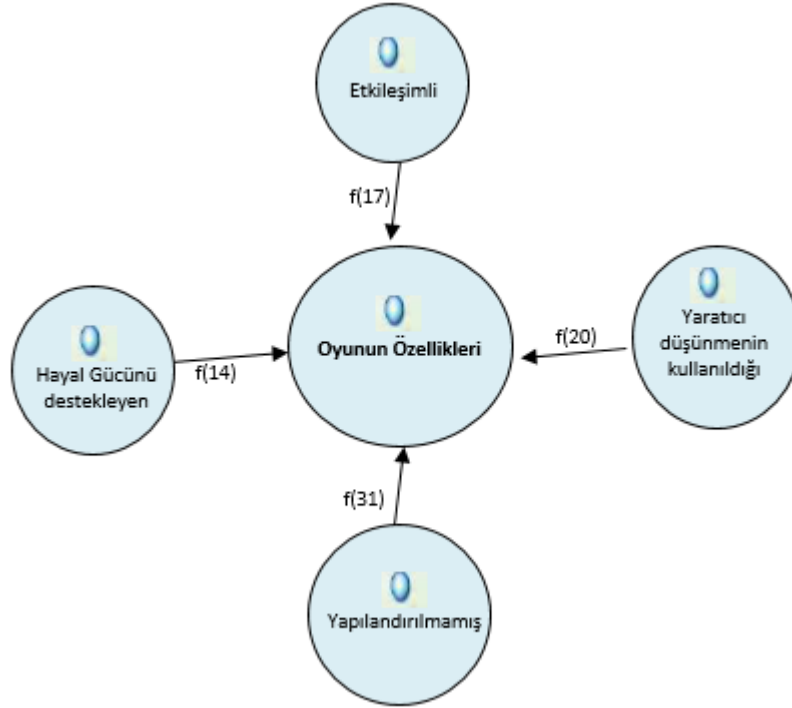 Etkileşimli
f(17)
Oyunun Özellikleri
Yaratıcı
düşünmenin
kullanıldığı
f(20)
Hayal Gücünü
destekleyen
f(14)
f(31)
Yapılandırılmamış